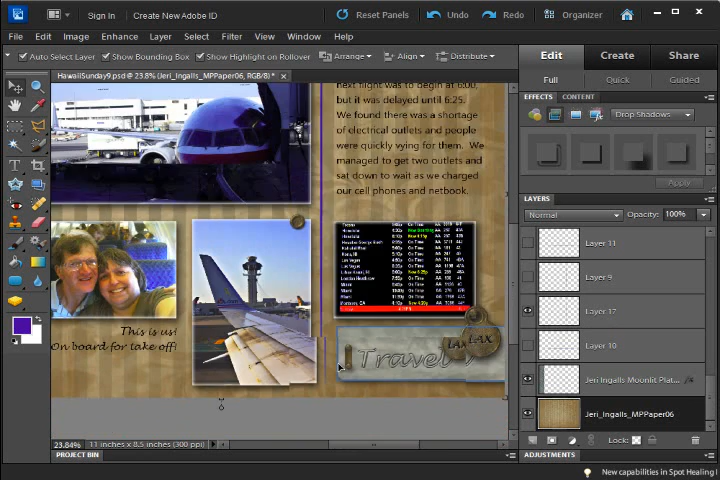 Sign In
Create New Adobe ID
Reset Panels
Undo
Redo
Organizer
File Edit Image Enhance Layer Select Filter View Window Help
Auto Select Layer
Show Bounding Box
Show Highlight on Rollover
Arrange
Align
Distribute
Edit
Create
Share
Full
Quick
Guided
HawaiiSunday9.psd @ 23.8% (Jeri_Ingalls_MPPaper06, RGB/8) *
EFFECTS
CONTENT
Drop Shadows
Apply
LAYERS
Normal
Opacity: 100%
Layer 11
Layer 9
Layer 17
Layer 10
Jeri Ingalls Moonlit Plat...
Jeri_Ingalls_MPPaper06
Lock:
ADJUSTMENTS
next flight was to begin at 6:00,
but it was delayed until 6:25.
We found there was a shortage
of electrical outlets and people
were quickly vying for them. We
managed to get two outlets and
sat down to wait as we charged
our cell phones and netbook.
This is us!
On board for take off!
Travel
LAX
LAX
23.84%
11 inches x 8.5 inches (300 ppi)
PROJECT BIN
New capabilities in Spot Healing